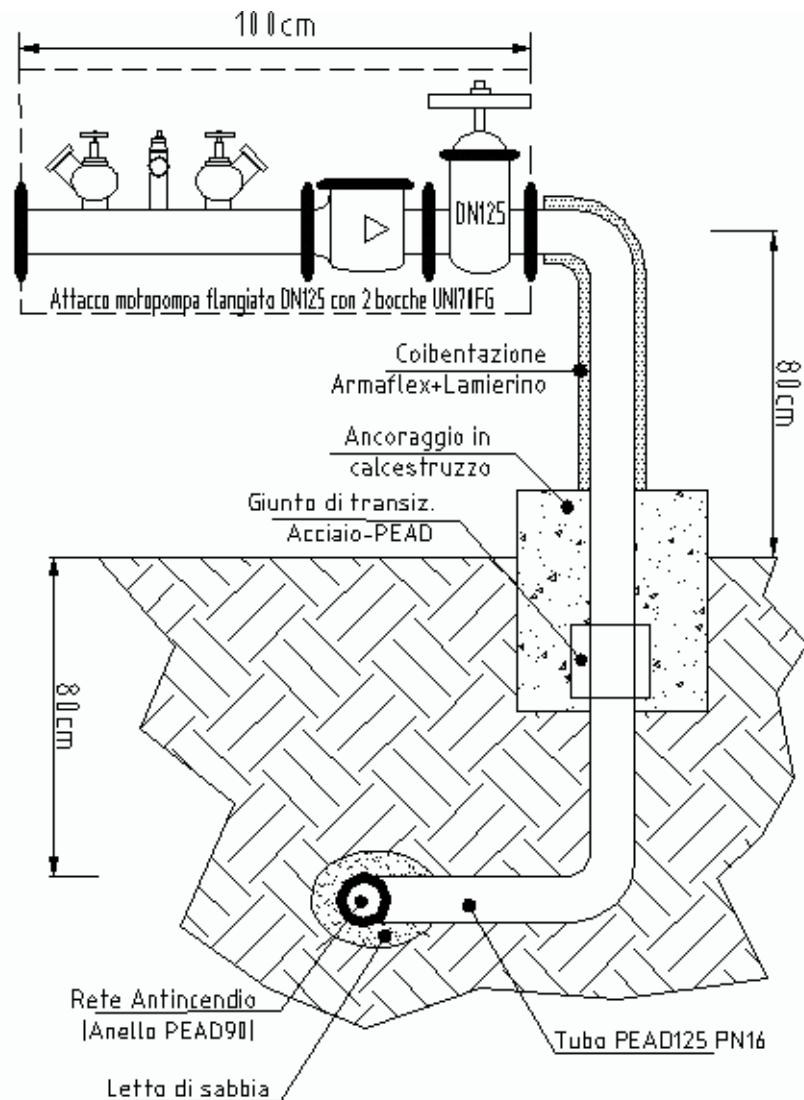 100cm
DN125
Attacco motopompa flangiato DN125 con 2 bocche UNI70FG
80cm
Coibentazione
Armaflex+Lamierino
Ancoraggio in
calcestruzzo
Giunto di transiz.
Acciaio-PEAD
80cm
Rete Antincendio
(Anello PEAD90)
Tubo PEAD125 PN16
Letto di sabbia